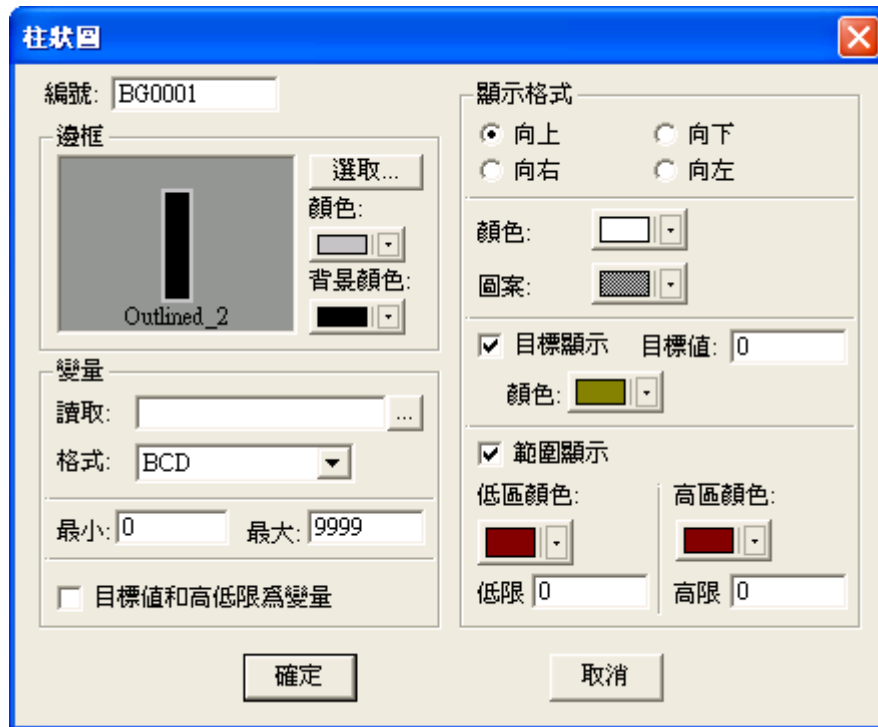 柱狀圖
編號: BG0001
邊框
Outlined_2
選取...
顏色:
背景顏色:
變量
讀取: ...
格式: BCD
最小: 0 最大: 9999
目標值和高低限爲變量
顯示格式
向上 向下
向右 向左
顏色:
圖案:
目標顯示 目標值: 0
顏色:
範圍顯示
低區顏色: 高區顏色:
低限 0 高限 0
確定 取消